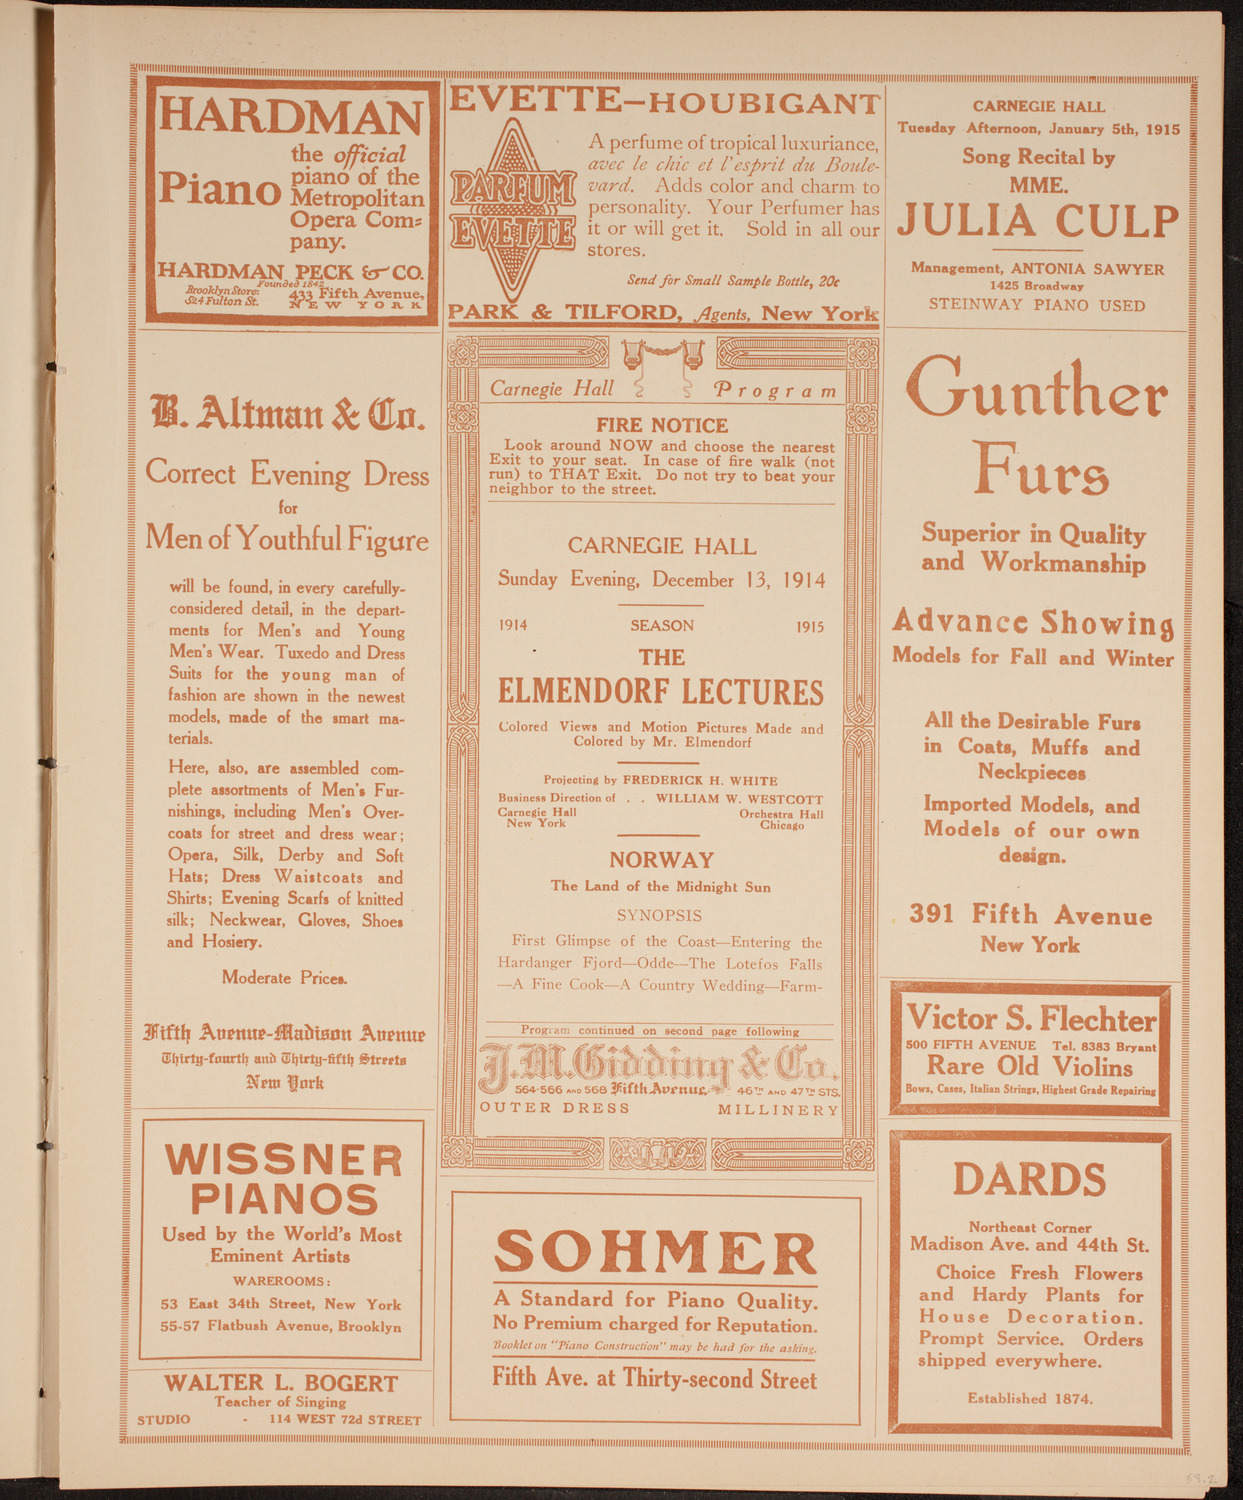 HARDMAN
Piano
the official
piano of the
Metropolitan
Opera Com-
pany.
HARDMAN, PECK & CO.
Founded 1842
Brooklyn Store:
524 Fulton St.
433 Fifth Avenue,
NEW YORK
B. Altman & Co.
Correct Evening Dress
for
Men of Youthful Figure
will be found, in every carefully-
considered detail, in the depart-
ments for Men's and Young
Men's Wear. Tuxedo and Dress
Suits for the young man of
fashion are shown in the newest
models, made of the smart ma-
terials.
Here, also, are assembled com-
plete assortments of Men's Fur-
nishings, including Men's Over-
coats for street and dress wear;
Opera, Silk, Derby and Soft
Hats; Dress Waistcoats and
Shirts; Evening Scarfs of knitted
silk; Neckwear, Gloves, Shoes
and Hosiery.
Moderate Prices.
Fifth Avenue-Madison Avenue
Thirty-fourth and Thirty-fifth Streets
New York
WISSNER
PIANOS
Used by the World's Most
Eminent Artists
WAREROOMS:
53 East 34th Street, New York
55-57 Flatbush Avenue, Brooklyn
WALTER L. BOGERT
Teacher of Singing
STUDIO - 114 WEST 72d STREET
EVETTE-HOUBIGANT
PARFUM
EVETTE
A perfume of tropical luxuriance,
avec le chic et l'esprit du Boule-
vard. Adds color and charm to
personality. Your Perfumer has
it or will get it. Sold in all our
stores.
Send for Small Sample Bottle, 20c
PARK & TILFORD, Agents, New York
Carnegie Hall Program
FIRE NOTICE
Look around NOW and choose the nearest
Exit to your seat. In case of fire walk (not
run) to THAT Exit. Do not try to beat your
neighbor to the street.
CARNEGIE HALL
Sunday Evening, December 13, 1914
1914 SEASON 1915
THE
ELMENDORF LECTURES
Colored Views and Motion Pictures Made and
Colored by Mr. Elmendorf
Projecting by FREDERICK H. WHITE
Business Direction of . . WILLIAM W. WESTCOTT
Carnegie Hall Orchestra Hall
New York Chicago
NORWAY
The Land of the Midnight Sun
SYNOPSIS
First Glimpse of the Coast—Entering the
Hardanger Fjord—Odde—The Lotefos Falls
—A Fine Cook—A Country Wedding—Farm-
Program continued on second page following
J.M. Gidding & Co.
564-566 AND 568 Fifth Avenue, 46TH AND 47TH STS.
OUTER DRESS MILLINERY
SOHMER
A Standard for Piano Quality.
No Premium charged for Reputation.
Booklet on "Piano Construction" may be had for the asking.
Fifth Ave. at Thirty-second Street
CARNEGIE HALL
Tuesday Afternoon, January 5th, 1915
Song Recital by
MME.
JULIA CULP
Management, ANTONIA SAWYER
1425 Broadway
STEINWAY PIANO USED
Gunther
Furs
Superior in Quality
and Workmanship
Advance Showing
Models for Fall and Winter
All the Desirable Furs
in Coats, Muffs and
Neckpieces
Imported Models, and
Models of our own
design.
391 Fifth Avenue
New York
Victor S. Flechter
500 FIFTH AVENUE Tel. 8383 Bryant
Rare Old Violins
Bows, Cases, Italian Strings, Highest Grade Repairing
DARDS
Northeast Corner
Madison Ave. and 44th St.
Choice Fresh Flowers
and Hardy Plants for
House Decoration.
Prompt Service. Orders
shipped everywhere.
Established 1874.